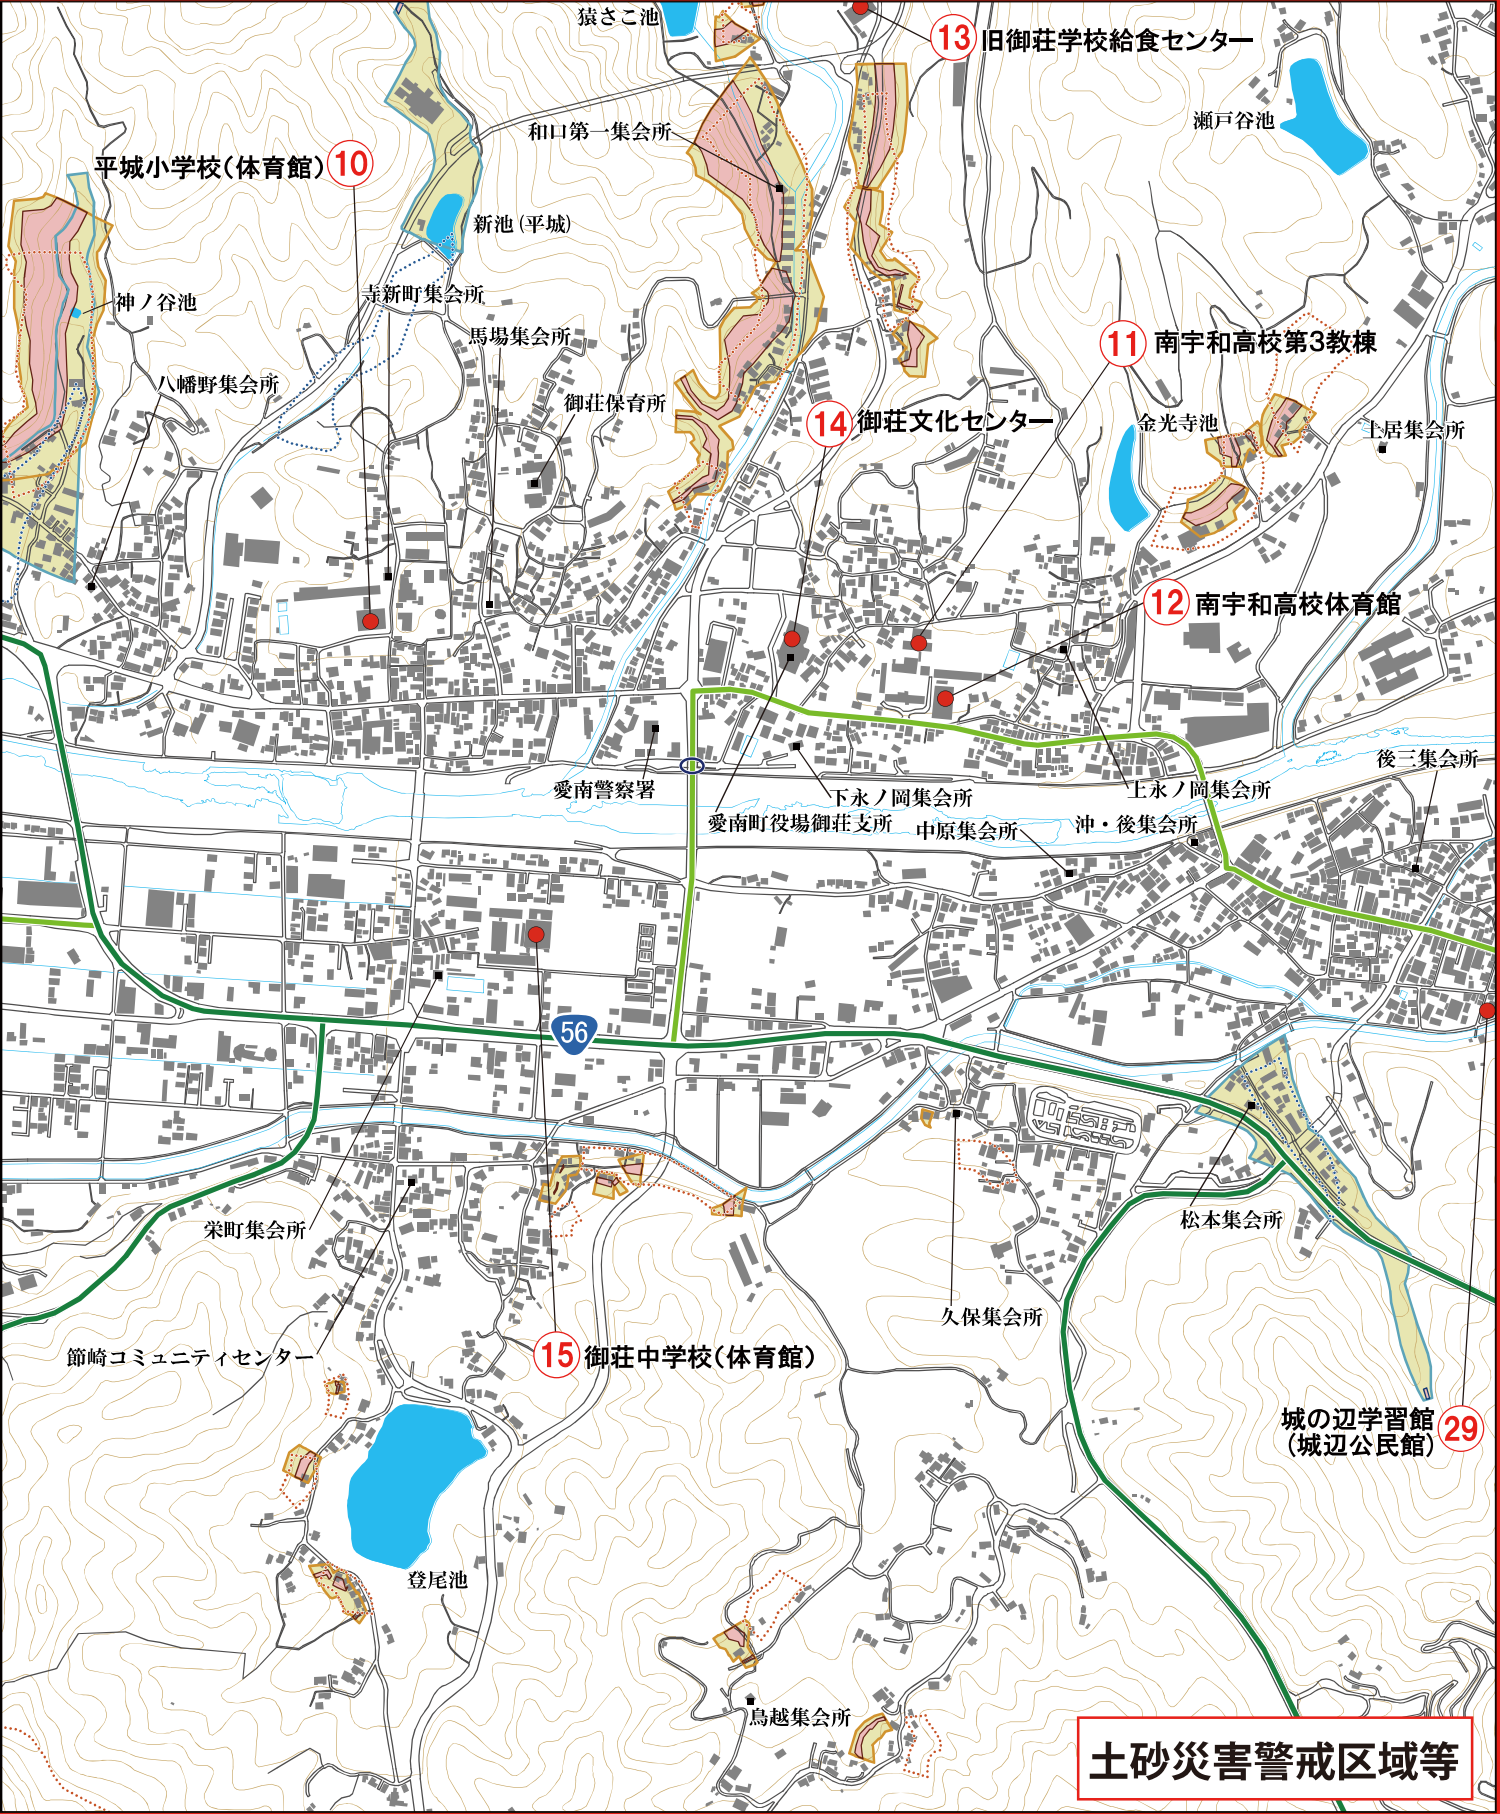 猿さこ池
13 旧御荘学校給食センター
瀬戸谷池
和口第一集会所
平城小学校（体育館） 10
新池（平城）
神ノ谷池
寺新町集会所
馬場集会所
11 南宇和高校第3教棟
八幡野集会所
御荘保育所
14 御荘文化センター
金光寺池
土居集会所
12 南宇和高校体育館
後三集会所
愛南警察署
下永ノ岡集会所
上永ノ岡集会所
愛南町役場御荘支所
中原集会所
沖・後集会所
56
栄町集会所
松本集会所
久保集会所
節崎コミュニティセンター
15 御荘中学校（体育館）
城の辺学習館
（城辺公民館） 29
登尾池
鳥越集会所
土砂災害警戒区域等